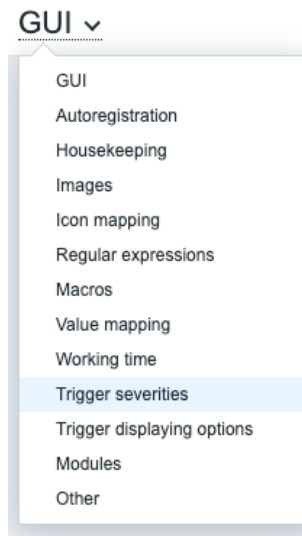 GUI
GUI
Autoregistration
Housekeeping
Images
Icon mapping
Regular expressions
Macros
Value mapping
Working time
Trigger severities
Trigger displaying options
Modules
Other